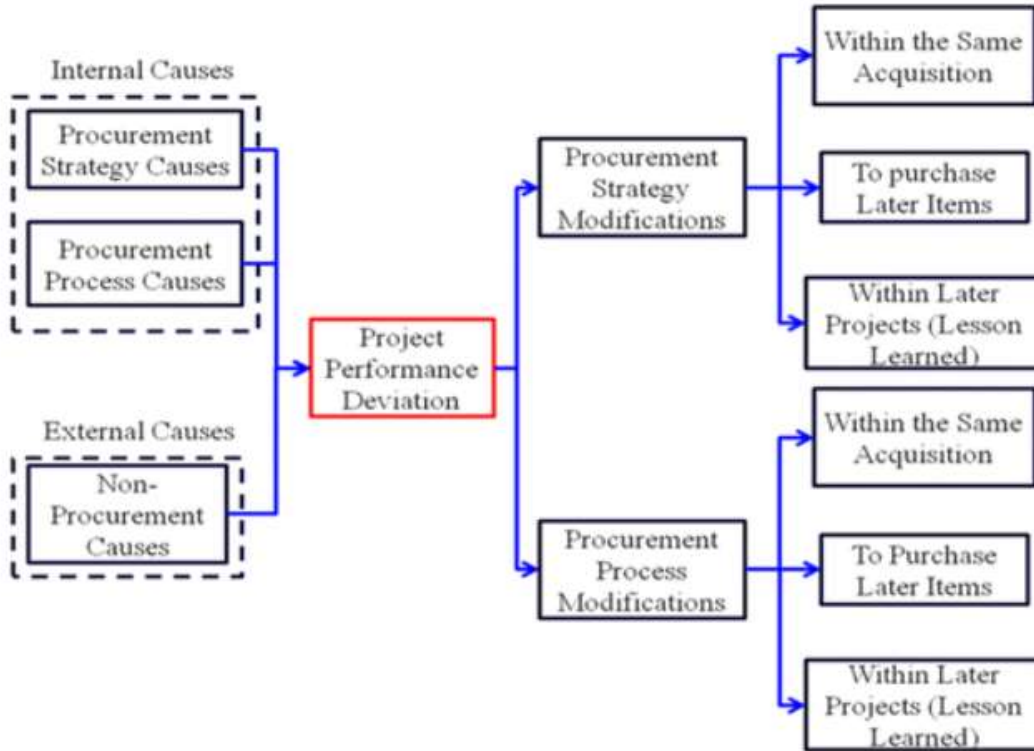 Internal Causes
Procurement
Strategy Causes
Procurement
Process Causes
External Causes
Non-
Procurement
Causes
Project
Performance
Deviation
Procurement
Strategy
Modifications
Procurement
Process
Modifications
Within the Same
Acquisition
To purchase
Later Items
Within Later
Projects (Lesson
Learned)
Within the Same
Acquisition
To Purchase
Later Items
Within Later
Projects (Lesson
Learned)